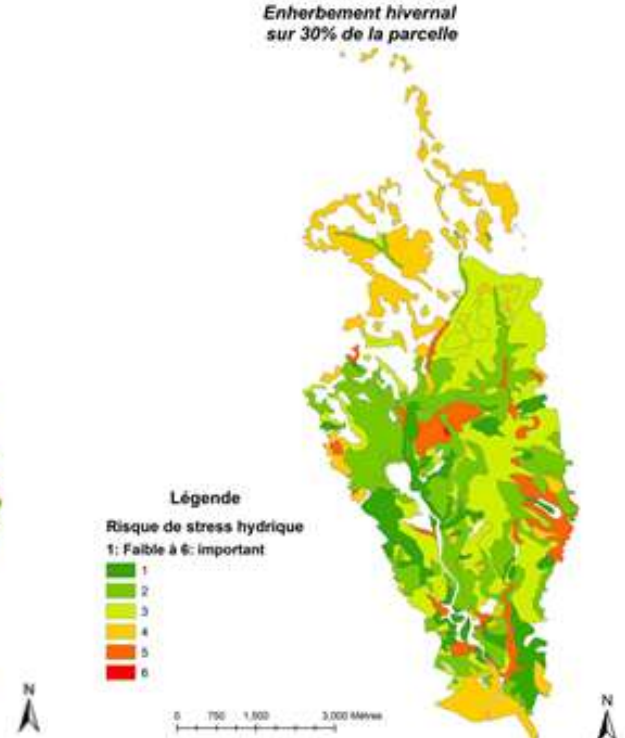 Enherbement hivernal
sur 30% de la parcelle
Légende
Risque de stress hydrique
1: Faible à 6: important
1
2
3
4
5
6
N
0 750 1,500 3,000 Mètres
N